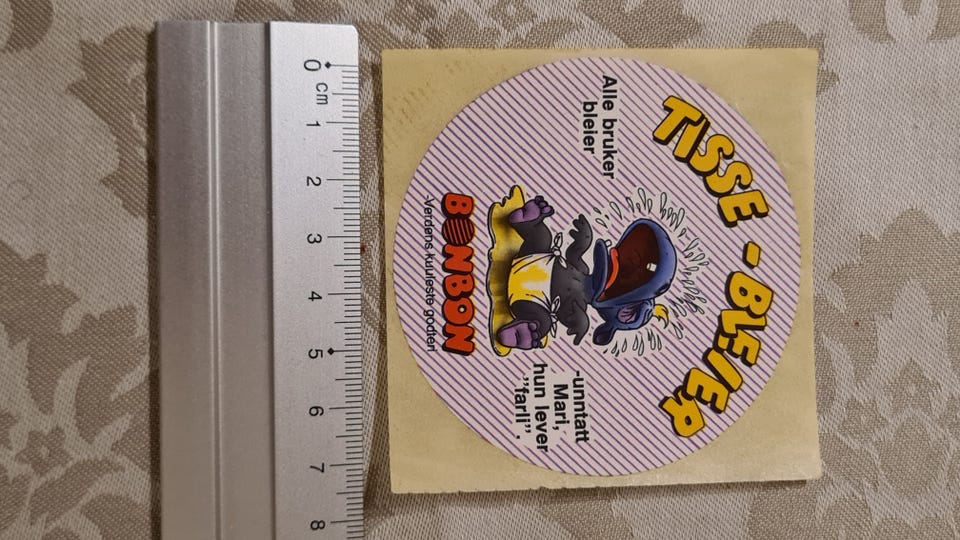 0 cm 1 2 3 4 5 6 7 8
TISSE-BLEIER
Alle bruker
bleier
-unntatt
Mari,
hun lever
"farli".
BONBON
-Verdens kuuleste godteri